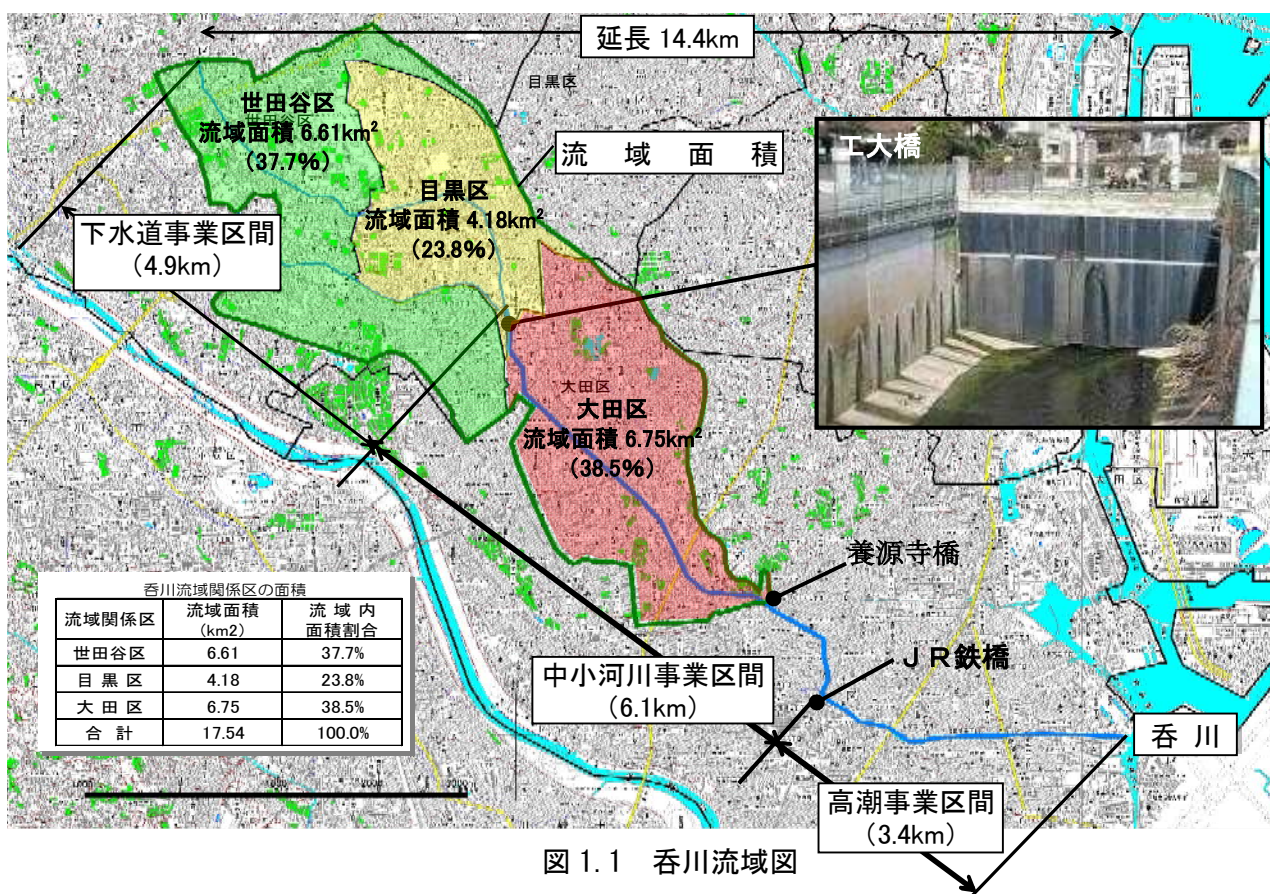 延長 14.4km
目黒区
世田谷区
世田谷区
流域面積 6.61km²
(37.7%)
流域面積
工大橋
目黒区
流域面積 4.18km²
(23.8%)
下水道事業区間
(4.9km)
大田区
大田区
流域面積 6.75km²
(38.5%)
大田区
養源寺橋
呑川流域関係区の面積
流域関係区 流域面積 (km2) 流域内 面積割合
世田谷区 6.61 37.7%
目黒区 4.18 23.8%
大田区 6.75 38.5%
合計 17.54 100.0%
中小河川事業区間
(6.1km)
JR鉄橋
呑川
高潮事業区間
(3.4km)
図 1.1 呑川流域図